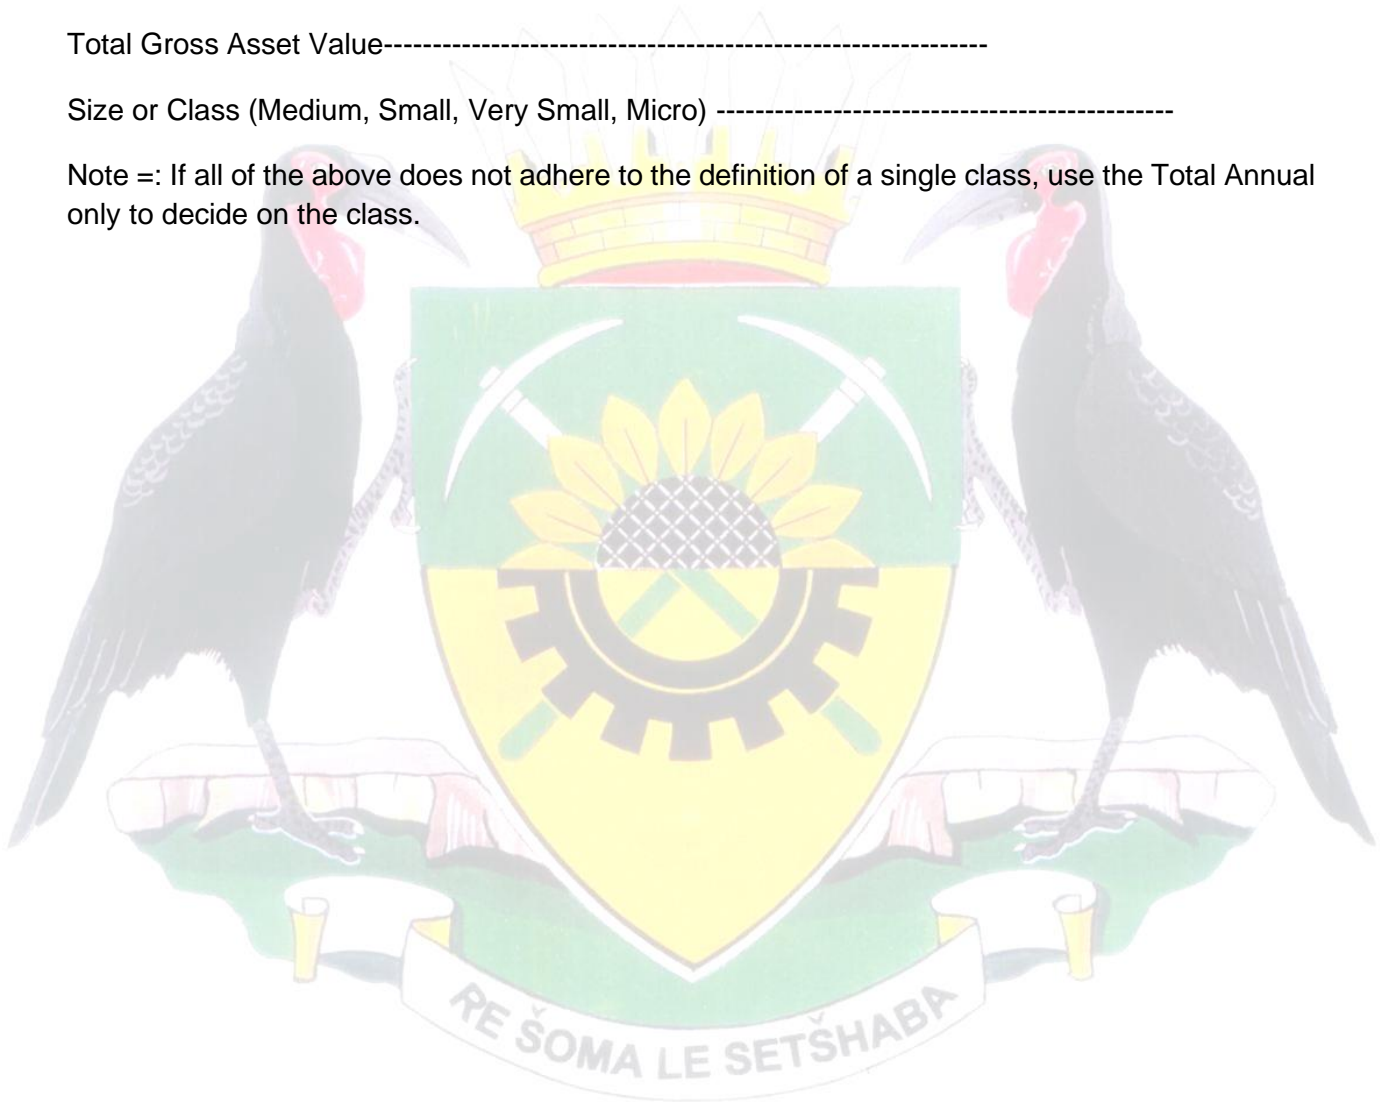 Total Gross Asset Value--------------------------------------------------------------
Size or Class (Medium, Small, Very Small, Micro) -----------------------------------------------
Note =: If all of the above does not adhere to the definition of a single class, use the Total Annual
only to decide on the class.
RE ŠOMA LE SETŠHABA